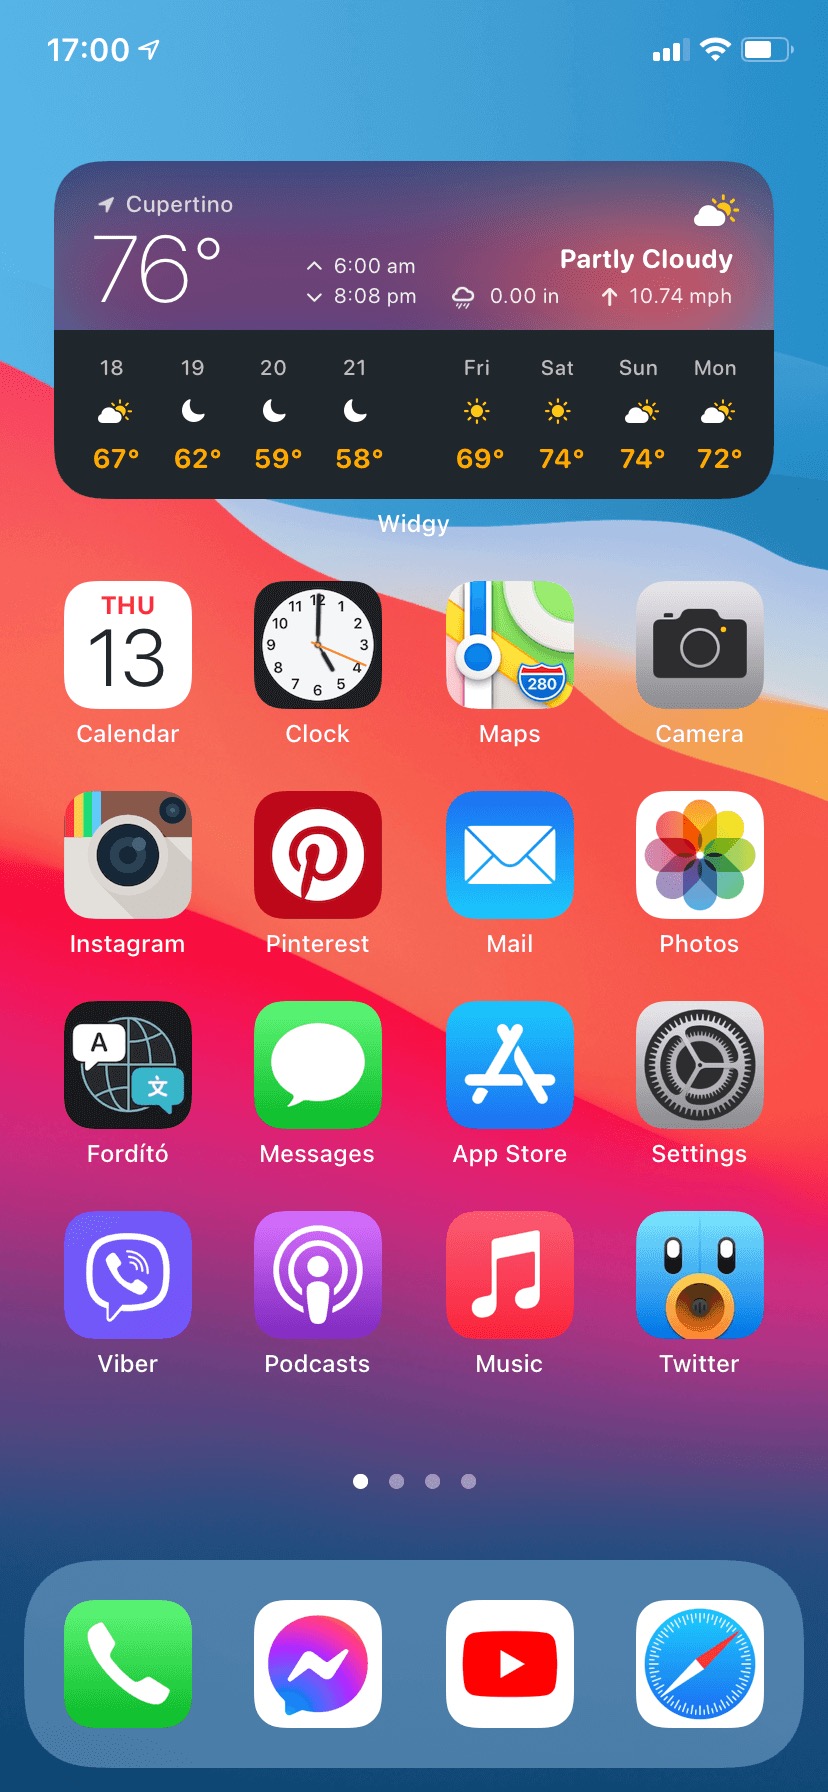 17:00
Cupertino
76°
6:00 am
8:08 pm
Partly Cloudy
0.00 in
10.74 mph
18 19 20 21 Fri Sat Sun Mon
67° 62° 59° 58° 69° 74° 74° 72°
Widgy
THU
13
12 1 2 3 4 5 6 7 8 9 10 11
280
Calendar Clock Maps Camera
Instagram Pinterest Mail Photos
A
文
Fordító Messages App Store Settings
Viber Podcasts Music Twitter